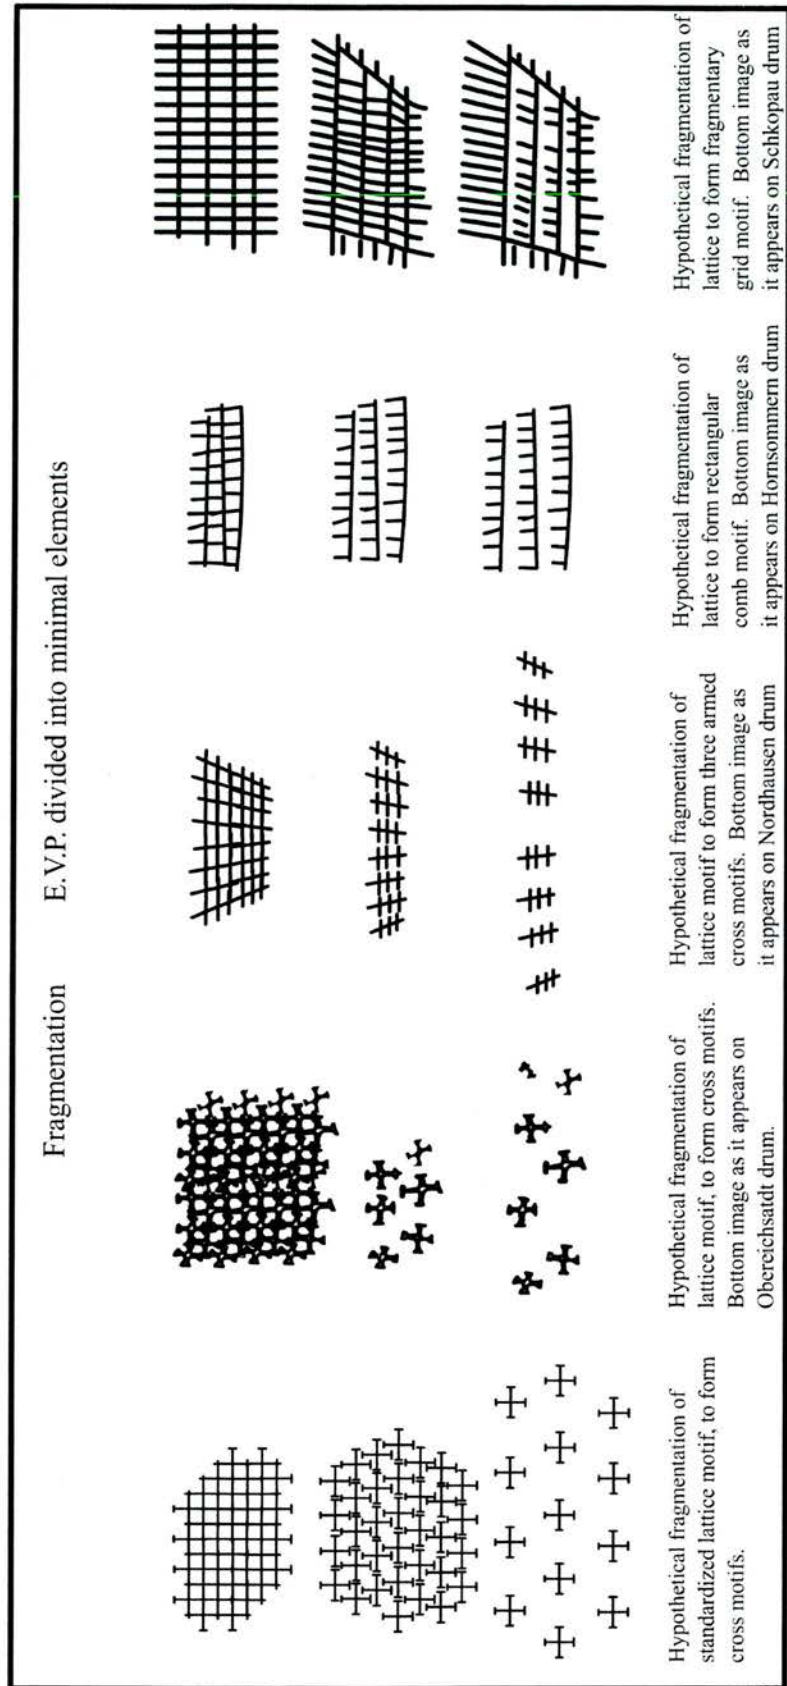 Fragmentation E.V.P. divided into minimal elements
Hypothetical fragmentation of
standardized lattice motif, to form
cross motifs.
Hypothetical fragmentation of
lattice motif, to form cross motifs.
Bottom image as it appears on
Obereichsatdt drum.
Hypothetical fragmentation of
lattice motif to form three armed
cross motifs. Bottom image as
it appears on Nordhausen drum
Hypothetical fragmentation of
lattice to form rectangular
comb motif. Bottom image as
it appears on Hornsommern drum
Hypothetical fragmentation of
lattice to form fragmentary
grid motif. Bottom image as
it appears on Schkopau drum